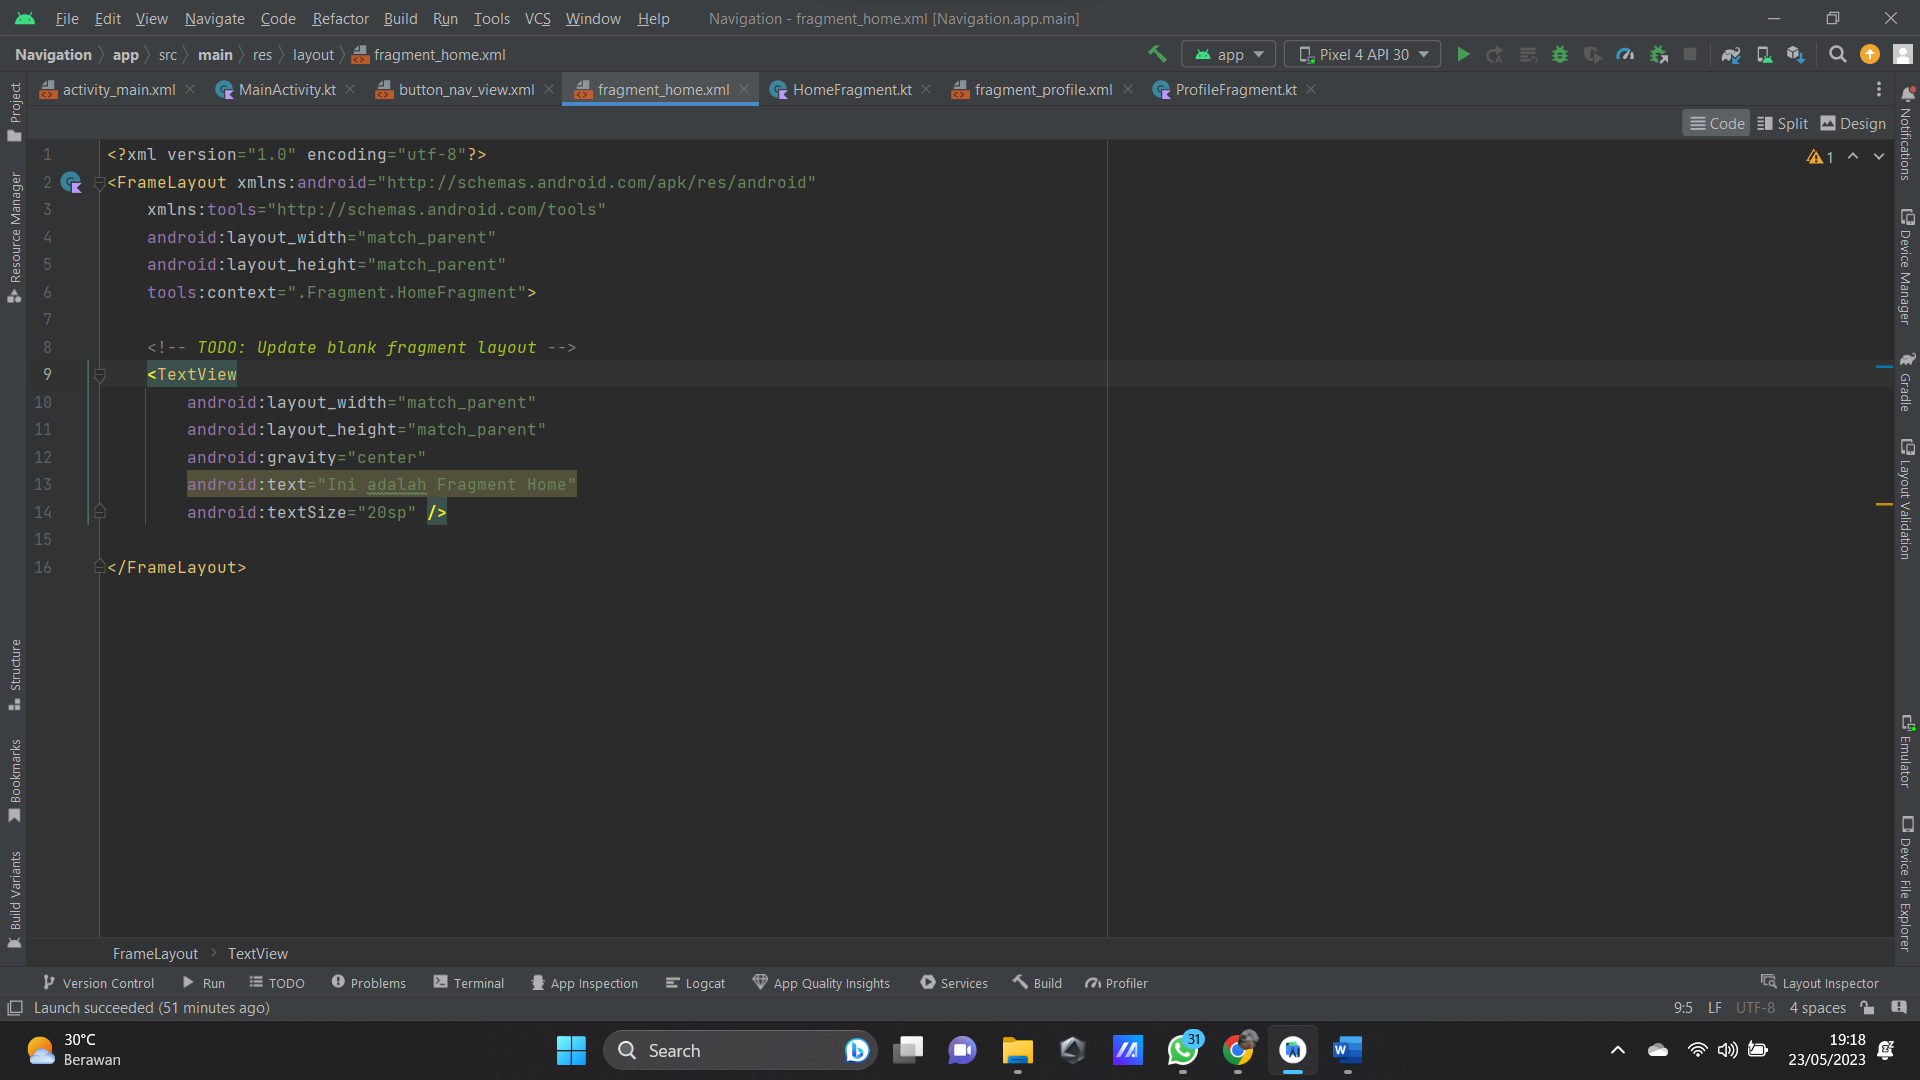 File Edit View Navigate Code Refactor Build Run Tools VCS Window Help Navigation - fragment_home.xml [Navigation.app.main]
Navigation app src main res layout fragment_home.xml app Pixel 4 API 30
activity_main.xml MainActivity.kt button_nav_view.xml fragment_home.xml HomeFragment.kt fragment_profile.xml ProfileFragment.kt
Code Split Design
1
Project
Resource Manager
Structure
Bookmarks
Build Variants
1 <?xml version="1.0" encoding="utf-8"?>
2 <FrameLayout xmlns:android="http://schemas.android.com/apk/res/android"
3 xmlns:tools="http://schemas.android.com/tools"
4 android:layout_width="match_parent"
5 android:layout_height="match_parent"
6 tools:context=".Fragment.HomeFragment">
7
8 <!-- TODO: Update blank fragment layout -->
9 <TextView
10 android:layout_width="match_parent"
11 android:layout_height="match_parent"
12 android:gravity="center"
13 android:text="Ini adalah Fragment Home"
14 android:textSize="20sp" />
15
16 </FrameLayout>
Notifications
Device Manager
Gradle
Layout Validation
Emulator
Device File Explorer
FrameLayout TextView
Version Control Run TODO Problems Terminal App Inspection Logcat App Quality Insights Services Build Profiler Layout Inspector
Launch succeeded (51 minutes ago) 9:5 LF UTF-8 4 spaces
30°C
Berawan
Search
31
W
19:18
23/05/2023